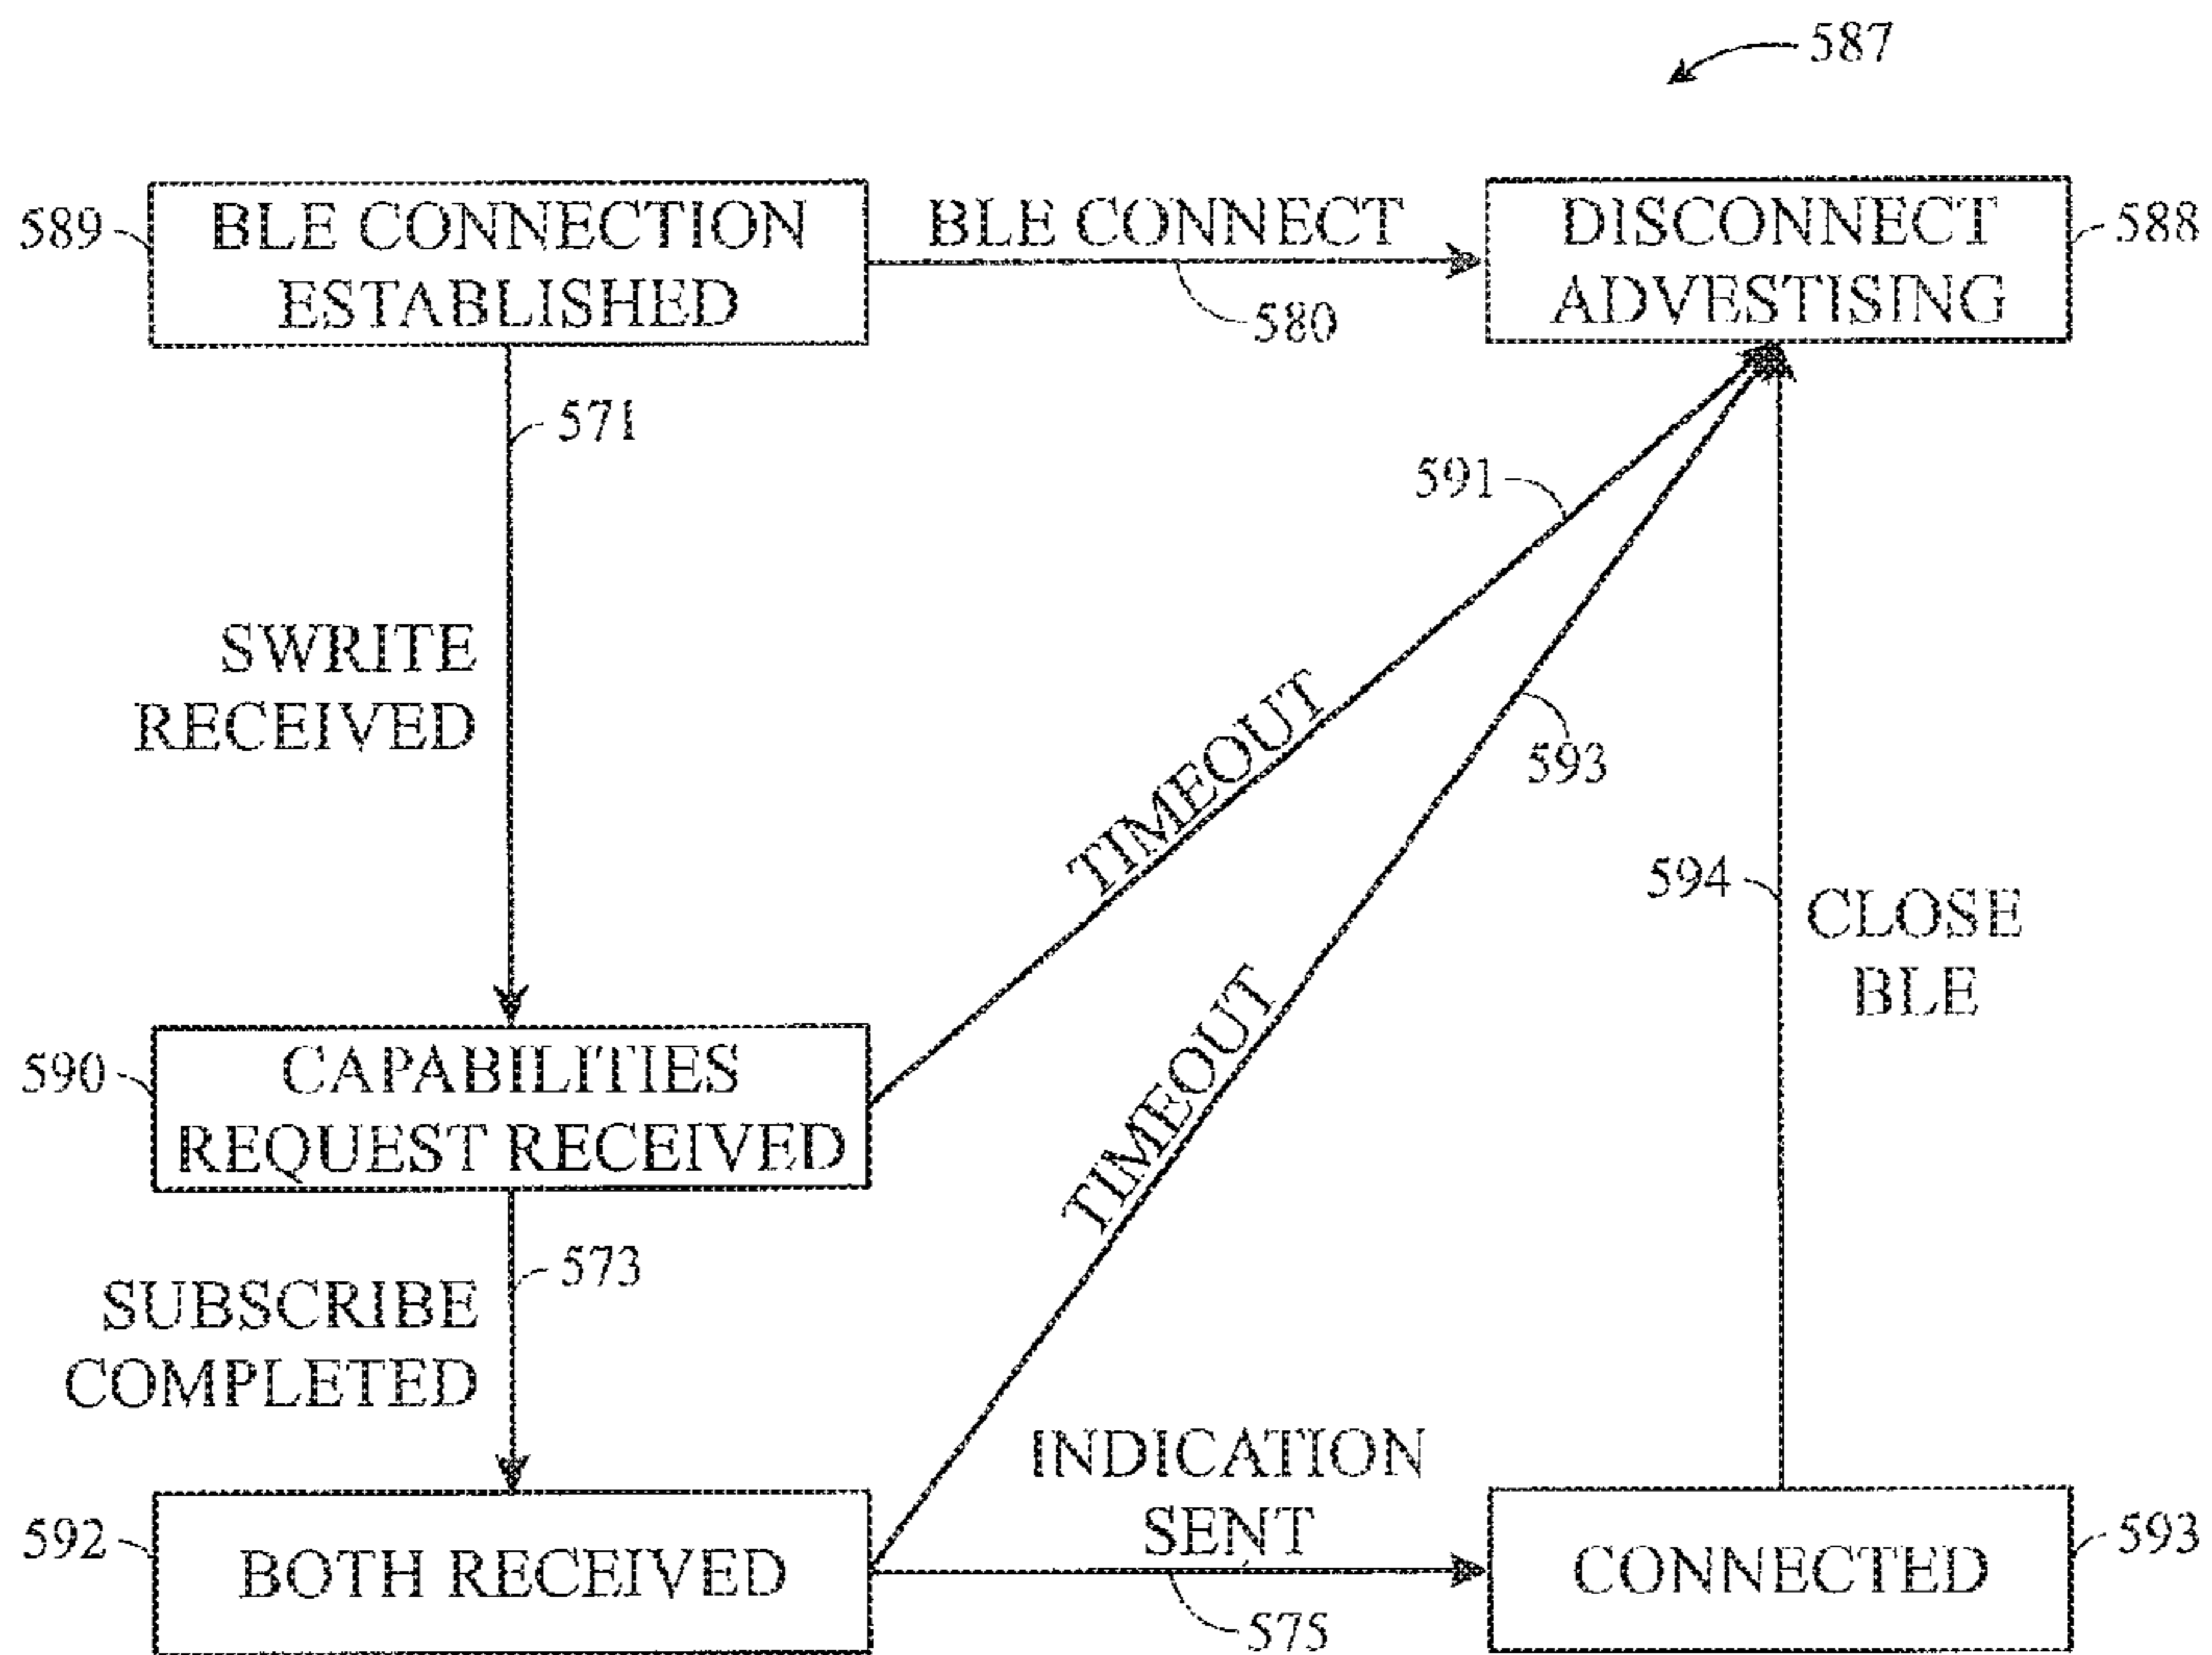 587
589
BLE CONNECTION
ESTABLISHED
BLE CONNECT
580
DISCONNECT
ADVESTISING
588
571
591
SWRITE
RECEIVED
TIMEOUT
593
594
CLOSE
BLE
590
CAPABILITIES
REQUEST RECEIVED
TIMEOUT
573
SUBSCRIBE
COMPLETED
INDICATION
SENT
592
BOTH RECEIVED
575
CONNECTED
593